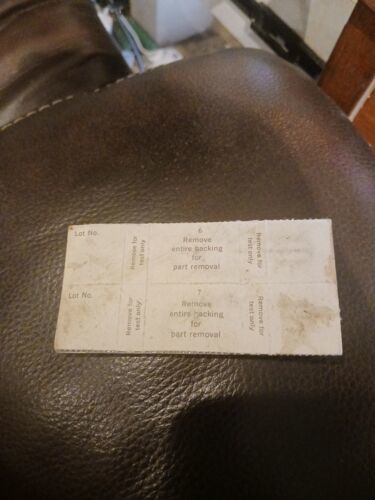 Lot No.
Remove for
test only
6
Remove
entire backing
for
part removal
Remove for
test only
Lot No.
Remove for
test only
7
Remove
entire backing
for
part removal
Remove for
test only